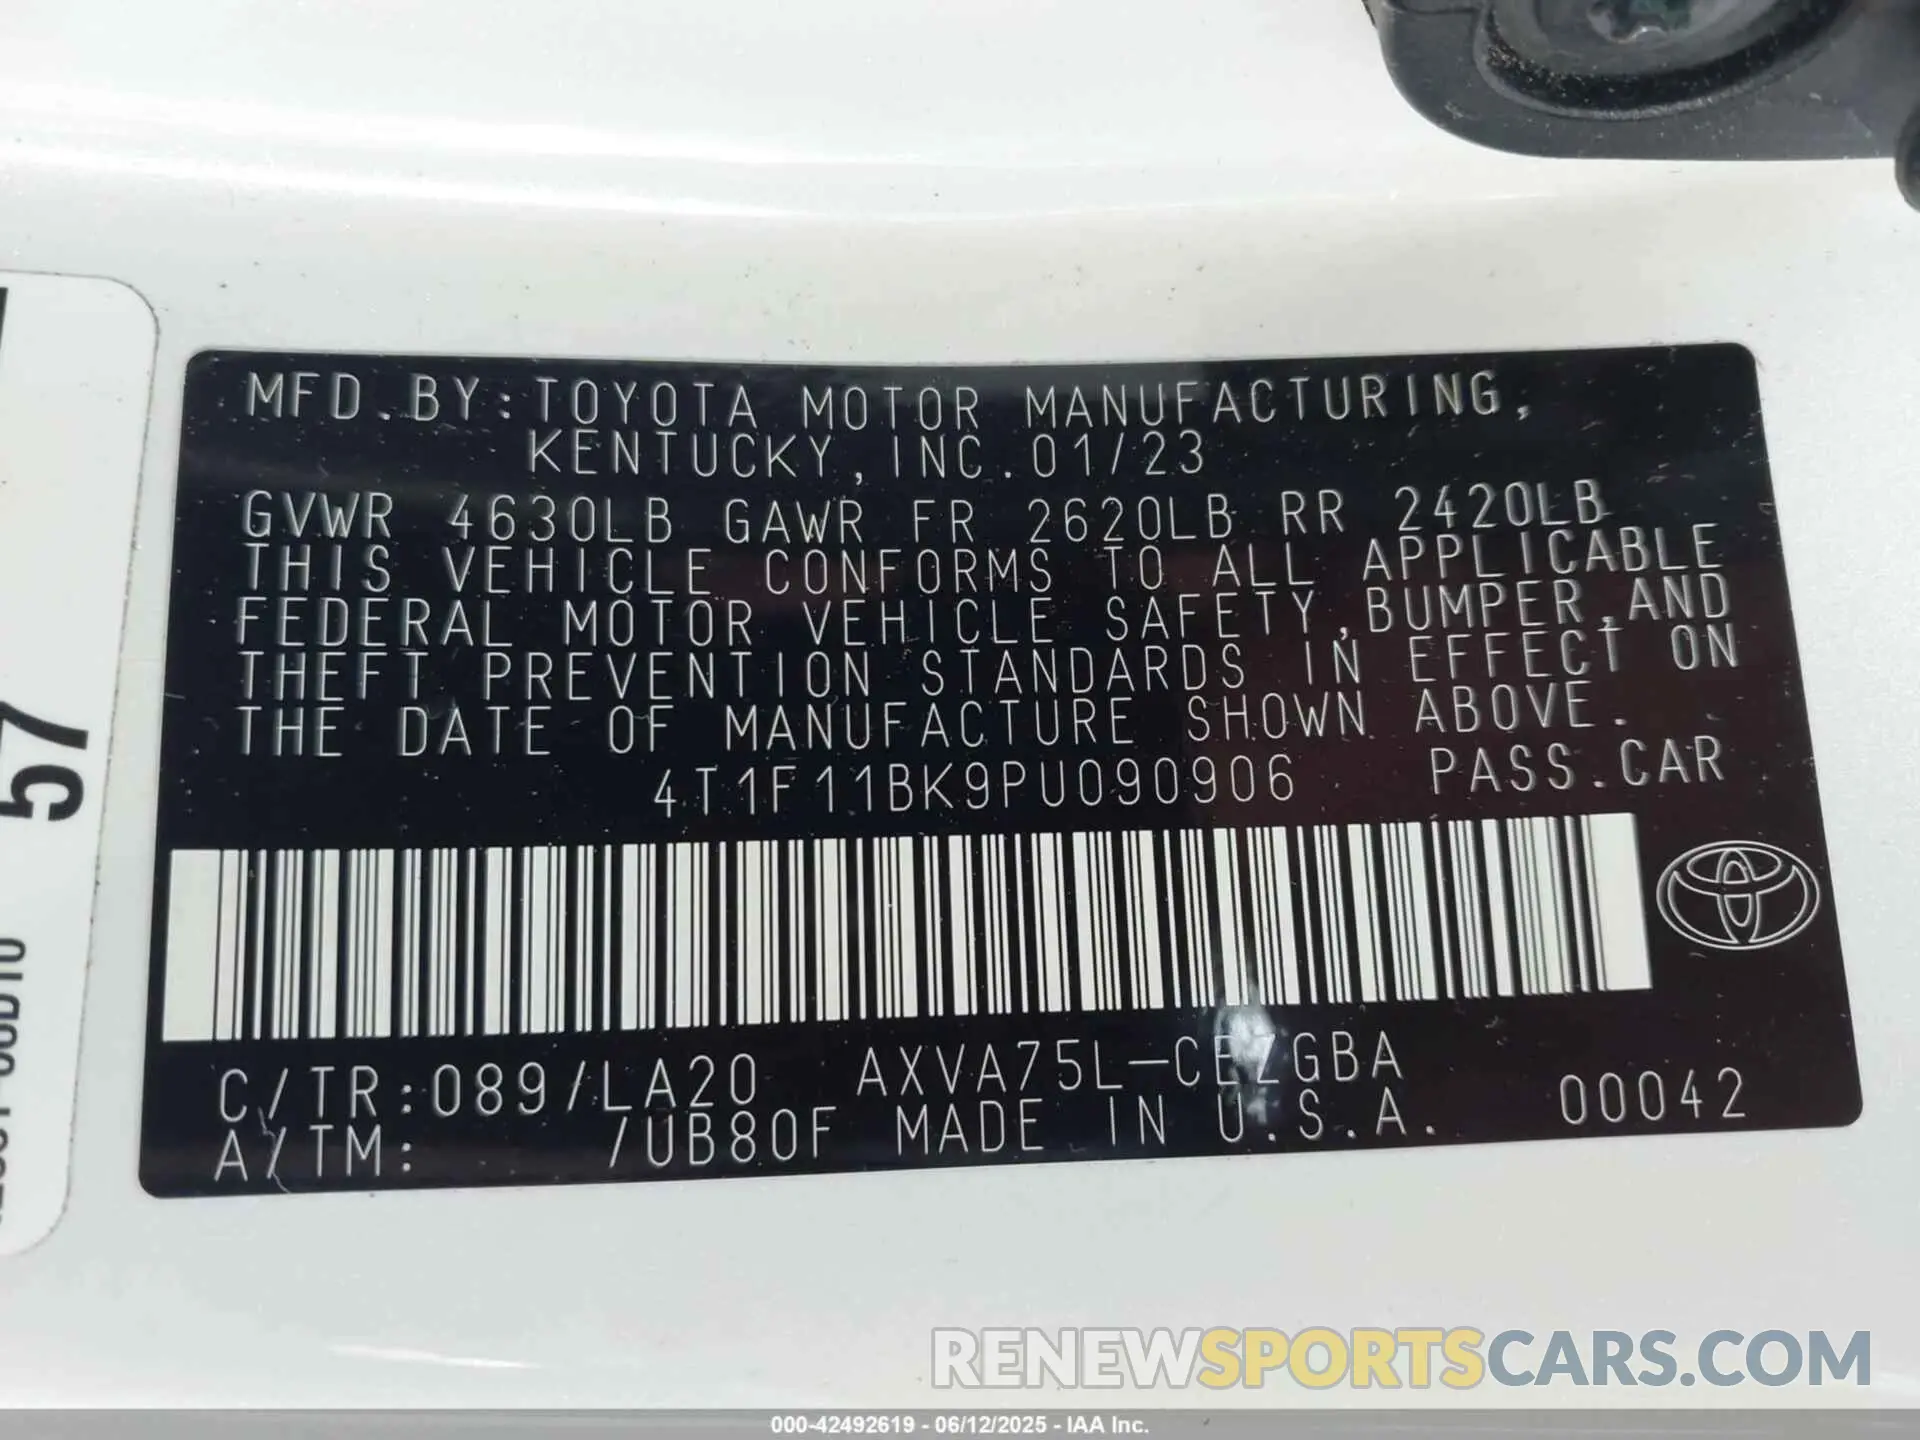 MFD.BY:TOYOTA MOTOR MANUFACTURING,
KENTUCKY,INC.01/23
GVWR 4630LB GAWR FR 2620LB RR 2420LB
THIS VEHICLE CONFORMS TO ALL APPLICABLE
FEDERAL MOTOR VEHICLE SAFETY,BUMPER,AND
THEFT PREVENTION STANDARDS IN EFFECT ON
THE DATE OF MANUFACTURE SHOWN ABOVE.
4T1F11BK9PU090906 PASS.CAR
C/TR:089/LA20 AXVA75L-CEZGBA
A/TM: /UB80F MADE IN U.S.A. 00042
57
RENEWSPORTSCARS.COM
000-42492619 - 06/12/2025 - IAA Inc.